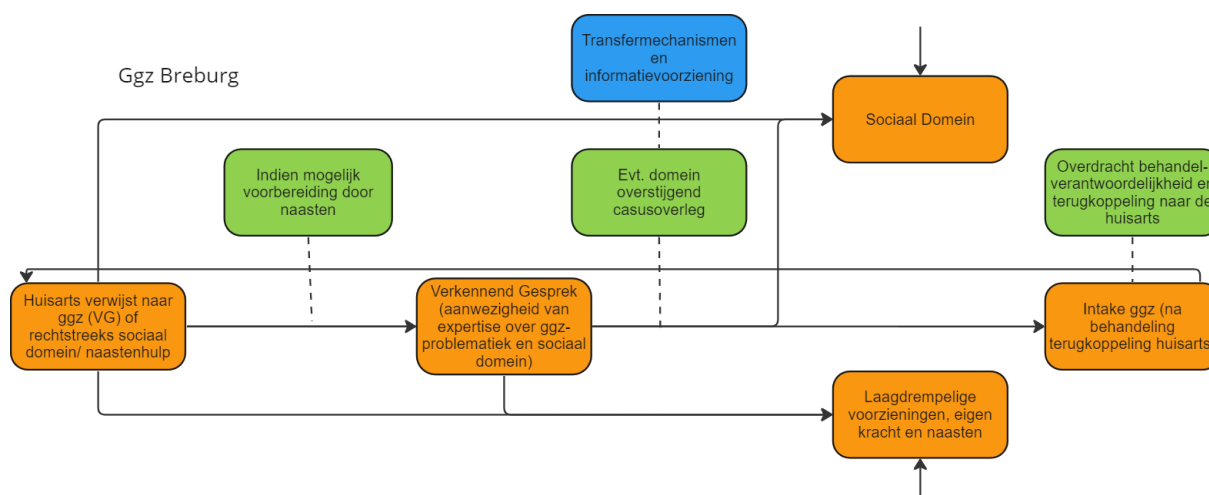 Ggz Breburg
Transfermechanismen
en
informatievoorziening
Sociaal Domein
Indien mogelijk
voorbereiding door
naasten
Evt. domein
overstijgend
casusoverleg
Overdracht behandel-
verantwoordelijkheid en
terugkoppeling naar de
huisarts
Huisarts verwijst naar
ggz (VG) of
rechtstreeks sociaal
domein/ naastenhulp
Verkennend Gesprek
(aanwezigheid van
expertise over ggz-
problematiek en sociaal
domein)
Intake ggz (na
behandeling
terugkoppeling huisarts
Laagdrempelige
voorzieningen, eigen
kracht en naasten